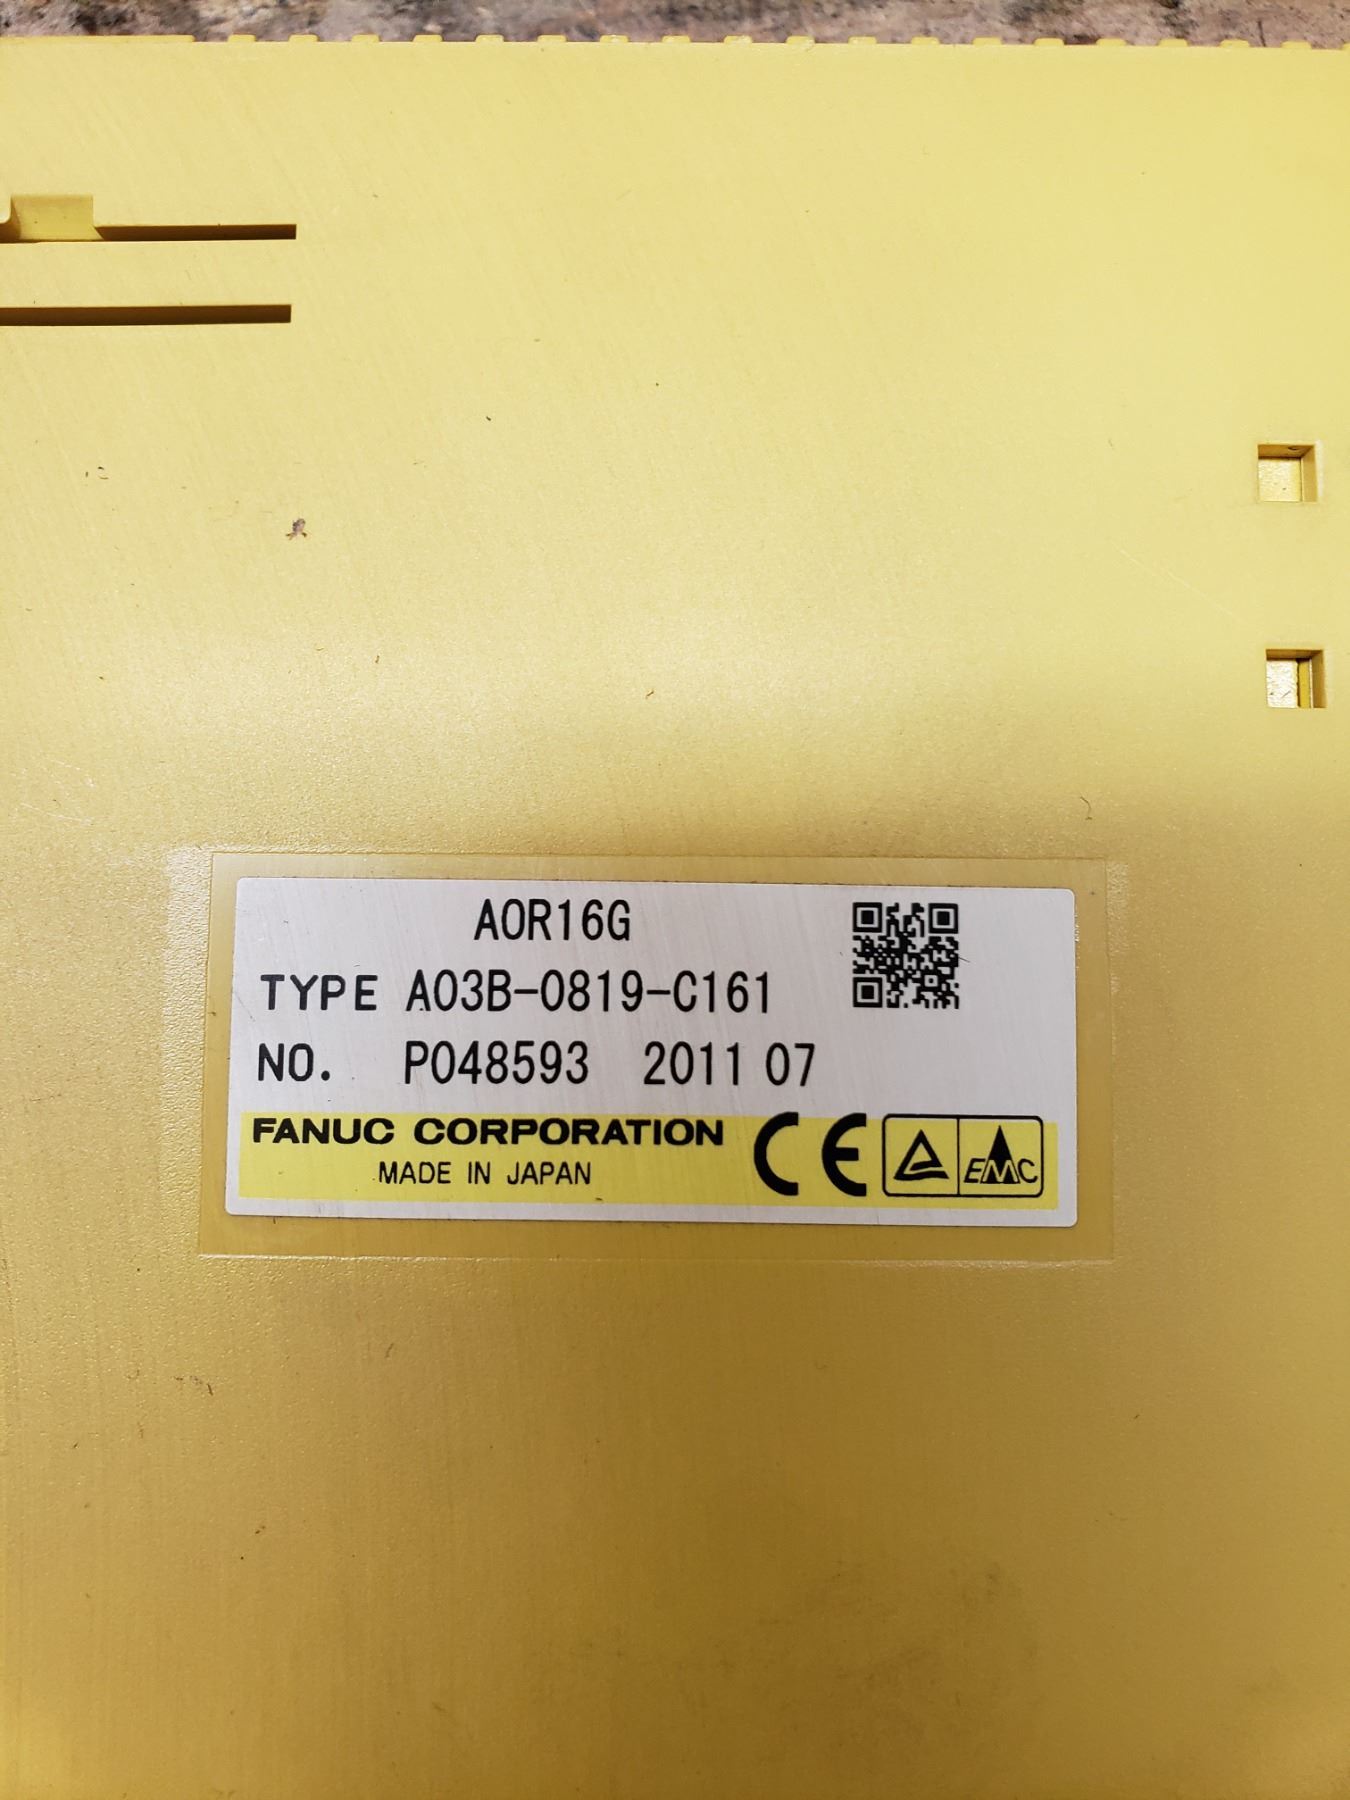 AOR16G
TYPE A03B-0819-C161
NO. P048593 2011 07
FANUC CORPORATION
MADE IN JAPAN
CE
EMC